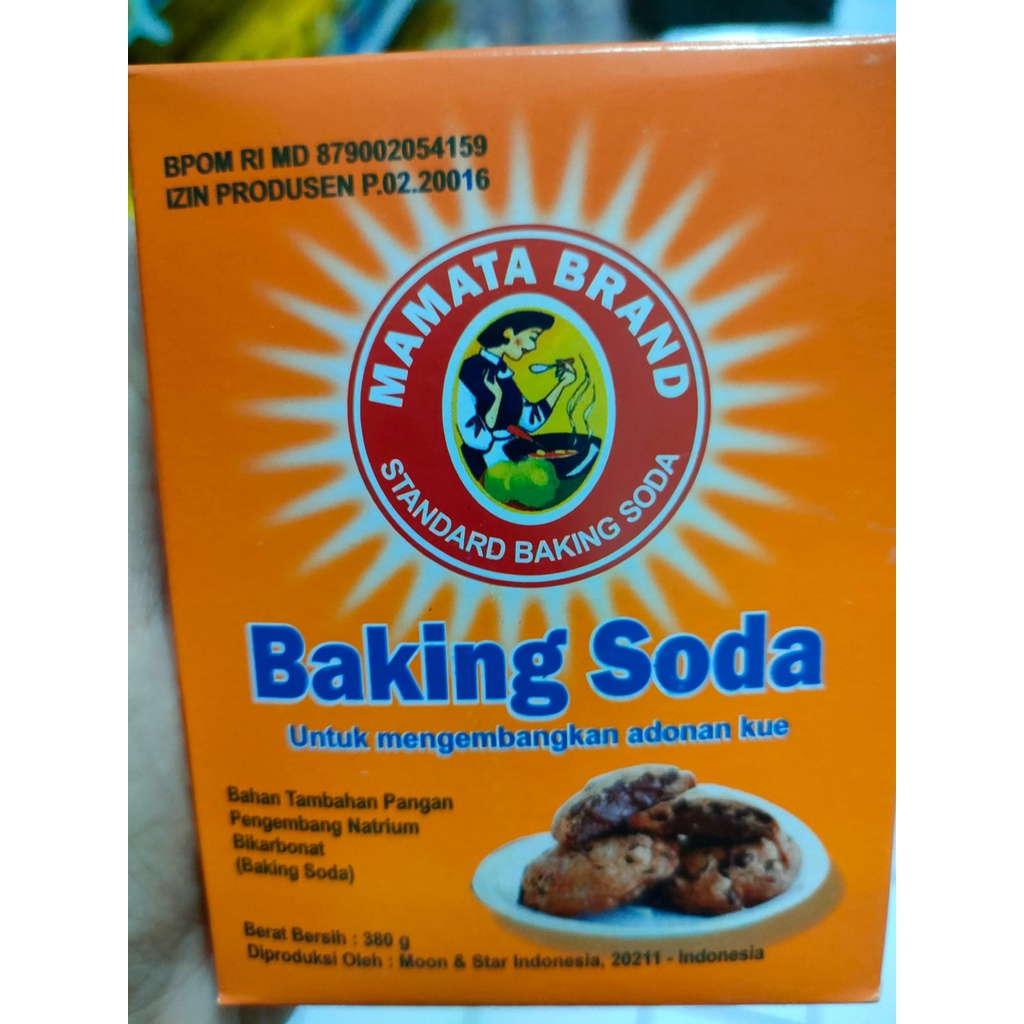 BPOM RI MD 879002054159
IZIN PRODUSEN P.02.20016
MAMATA BRAND
STANDARD BAKING SODA
Baking Soda
Untuk mengembangkan adonan kue
Bahan Tambahan Pangan
Pengembang Natrium
Bikarbonat
(Baking Soda)
Berat Bersih : 380 g
Diproduksi Oleh : Moon & Star Indonesia, 20211 - Indonesia